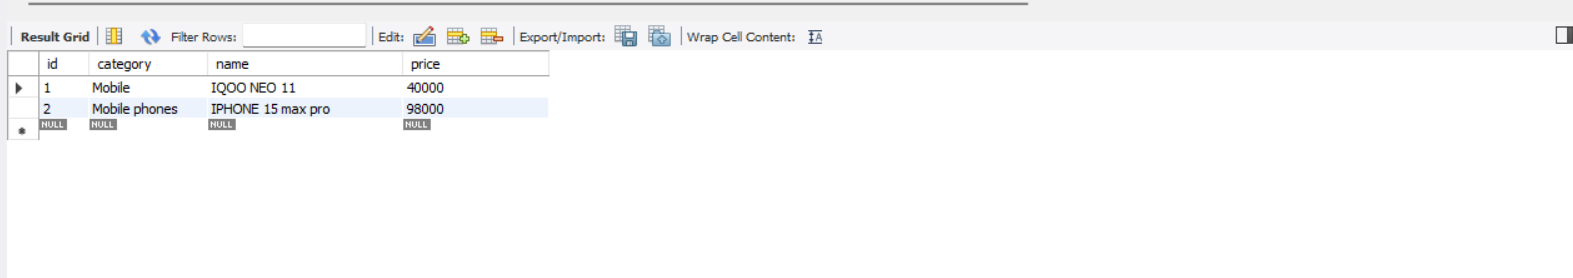 Result Grid Filter Rows: Edit: Export/Import: Wrap Cell Content: IA
id category name price
1 Mobile IQOO NEO 11 40000
2 Mobile phones IPHONE 15 max pro 98000
NULL NULL NULL NULL